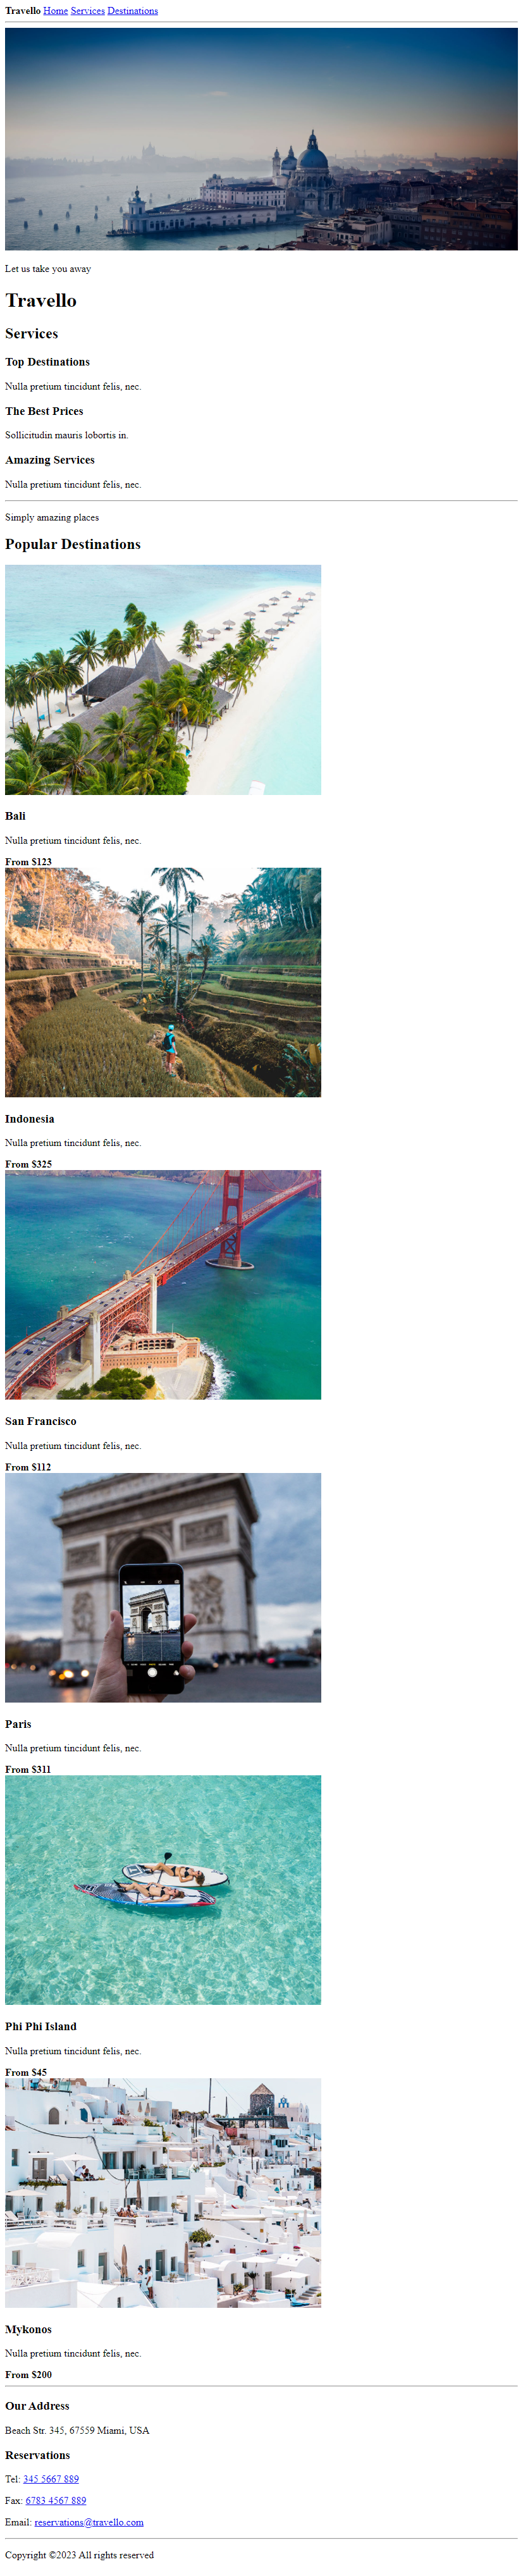 Travello Home Services Destinations
Let us take you away
Travello
Services
Top Destinations
Nulla pretium tincidunt felis, nec.
The Best Prices
Sollicitudin mauris lobortis in.
Amazing Services
Nulla pretium tincidunt felis, nec.
Simply amazing places
Popular Destinations
Bali
Nulla pretium tincidunt felis, nec.
From $123
Indonesia
Nulla pretium tincidunt felis, nec.
From $325
San Francisco
Nulla pretium tincidunt felis, nec.
From $112
Paris
Nulla pretium tincidunt felis, nec.
From $311
Phi Phi Island
Nulla pretium tincidunt felis, nec.
From $45
Mykonos
Nulla pretium tincidunt felis, nec.
From $200
Our Address
Beach Str. 345, 67559 Miami, USA
Reservations
Tel: 345 5667 889
Fax: 6783 4567 889
Email: reservations@travello.com
Copyright ©2023 All rights reserved